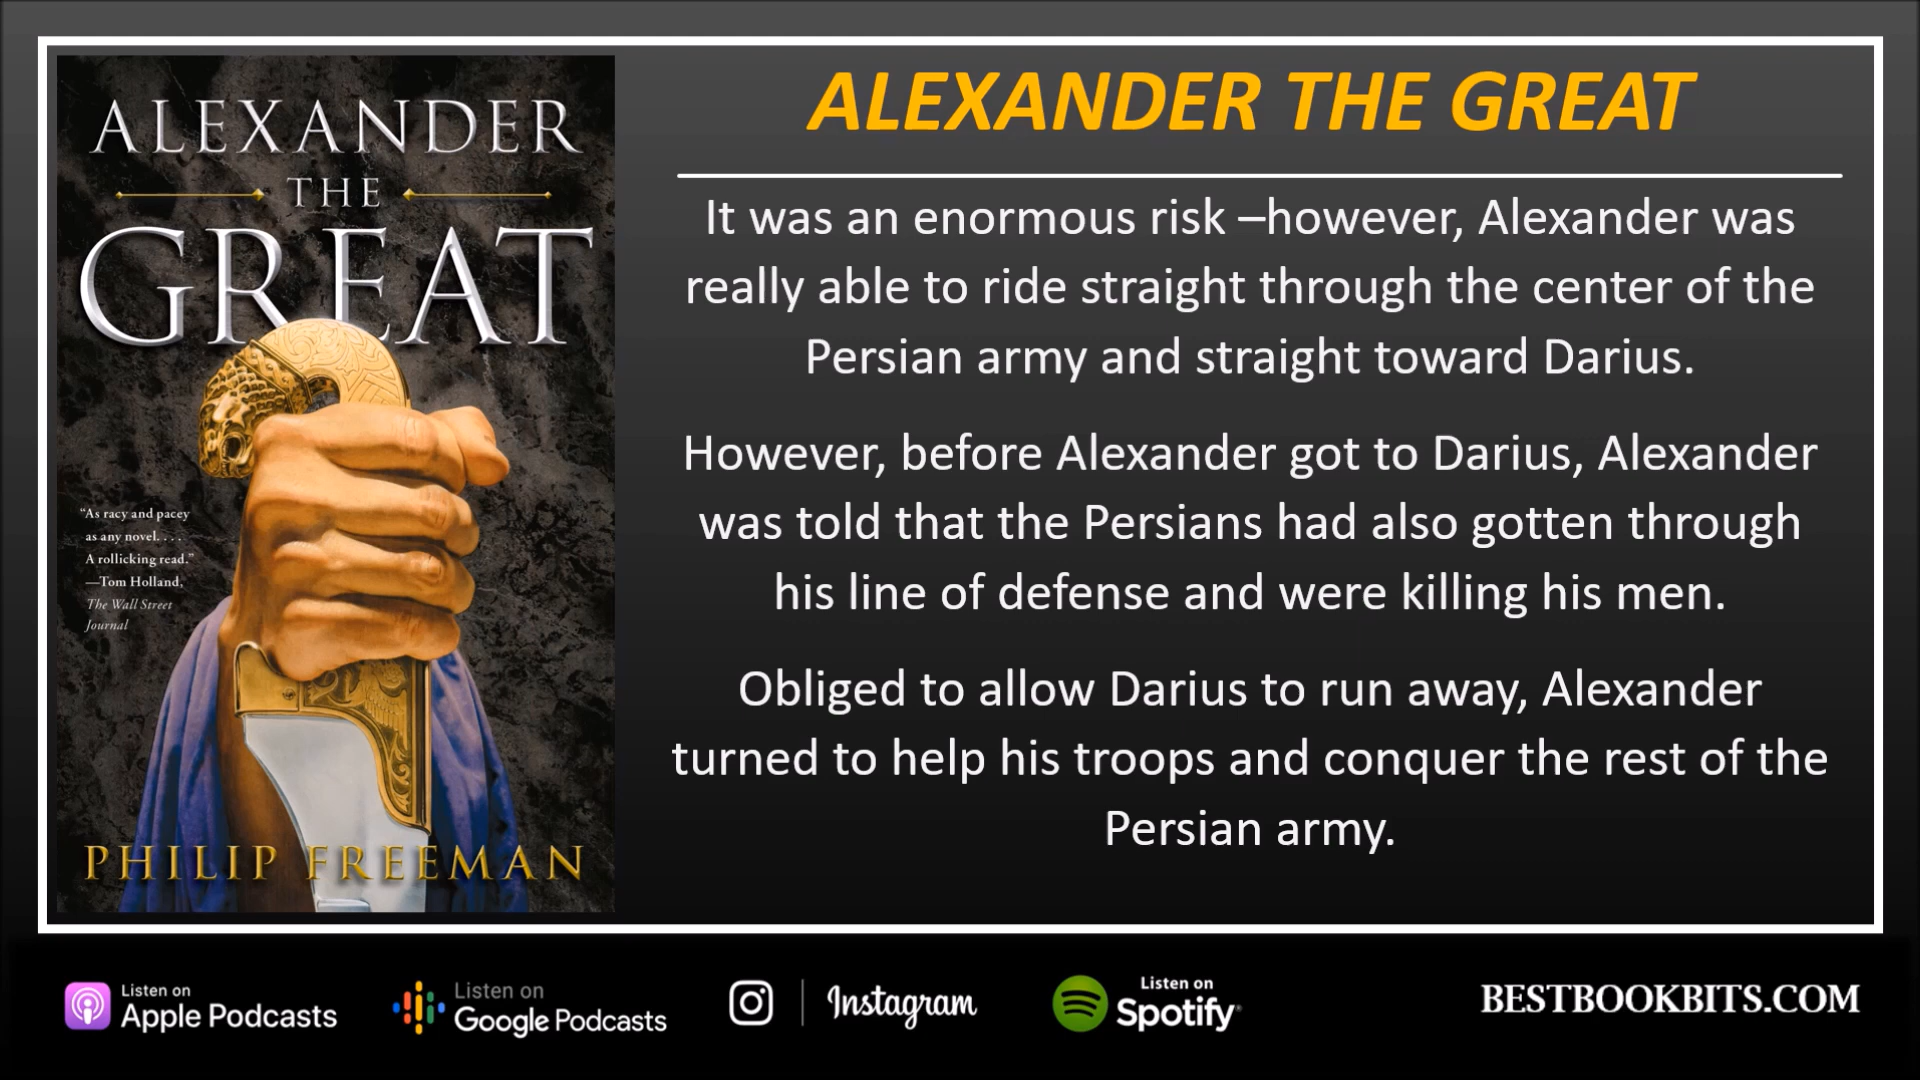 ALEXANDER
THE
GREAT
“As racy and pacey
as any novel. . . .
A rollicking read.”
—Tom Holland,
The Wall Street
Journal
PHILIP FREEMAN
ALEXANDER THE GREAT
It was an enormous risk –however, Alexander was
really able to ride straight through the center of the
Persian army and straight toward Darius.
However, before Alexander got to Darius, Alexander
was told that the Persians had also gotten through
his line of defense and were killing his men.
Obliged to allow Darius to run away, Alexander
turned to help his troops and conquer the rest of the
Persian army.
Listen on
Apple Podcasts
Listen on
Google Podcasts
Instagram
Listen on
Spotify
BESTBOOKBITS.COM